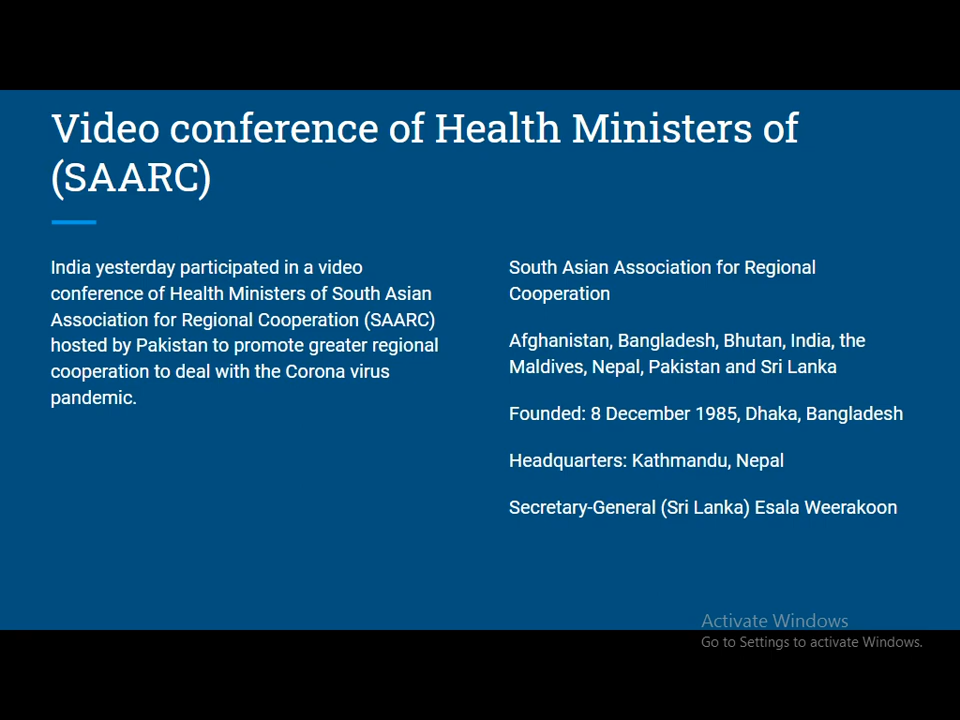 Video conference of Health Ministers of
(SAARC)
India yesterday participated in a video
conference of Health Ministers of South Asian
Association for Regional Cooperation (SAARC)
hosted by Pakistan to promote greater regional
cooperation to deal with the Corona virus
pandemic.
South Asian Association for Regional
Cooperation
Afghanistan, Bangladesh, Bhutan, India, the
Maldives, Nepal, Pakistan and Sri Lanka
Founded: 8 December 1985, Dhaka, Bangladesh
Headquarters: Kathmandu, Nepal
Secretary-General (Sri Lanka) Esala Weerakoon
Activate Windows
Go to Settings to activate Windows.